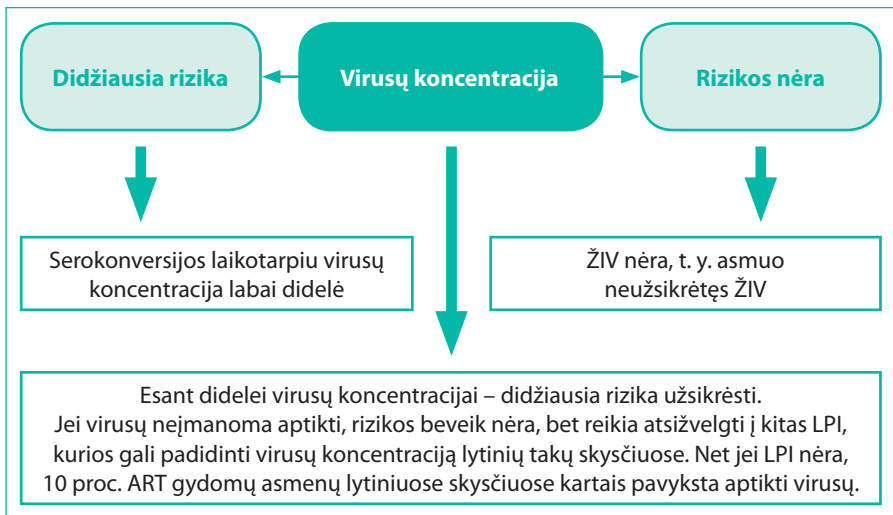 Didžiausia rizika
Virusų koncentracija
Rizikos nėra
Serokonversijos laikotarpiu virusų
koncentracija labai didelė
ŽIV nėra, t. y. asmuo
neužsikrėtęs ŽIV
Esant didelei virusų koncentracijai – didžiausia rizika užsikrėsti.
Jei virusų neįmanoma aptikti, rizikos beveik nėra, bet reikia atsižvelgti į kitas LPI,
kurios gali padidinti virusų koncentraciją lytinių takų skysčiuose. Net jei LPI nėra,
10 proc. ART gydomų asmenų lytiniuose skysčiuose kartais pavyksta aptikti virusų.